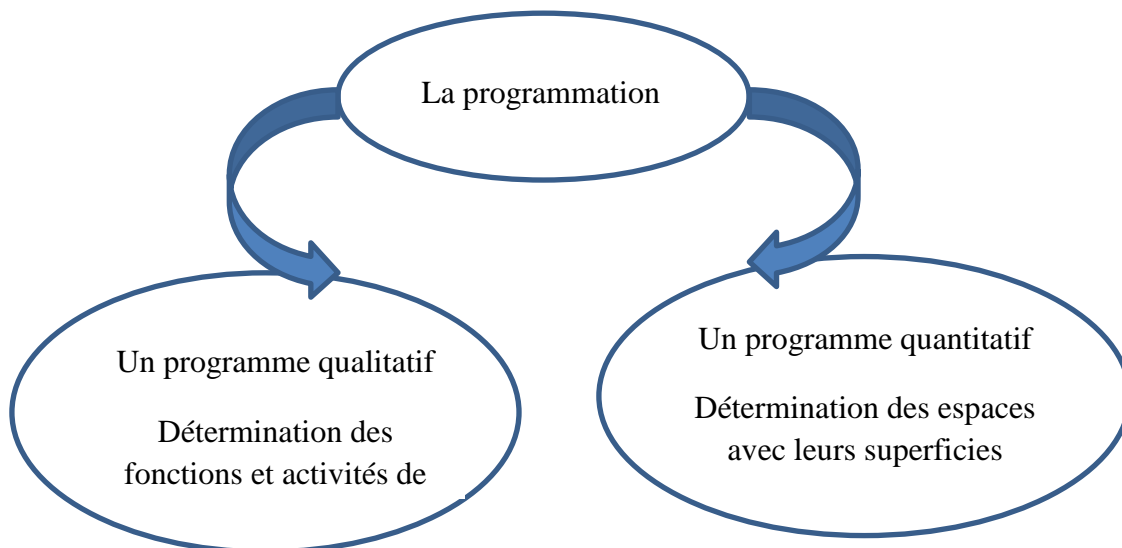 La programmation
Un programme qualitatif
Détermination des
fonctions et activités de
Un programme quantitatif
Détermination des espaces
avec leurs superficies